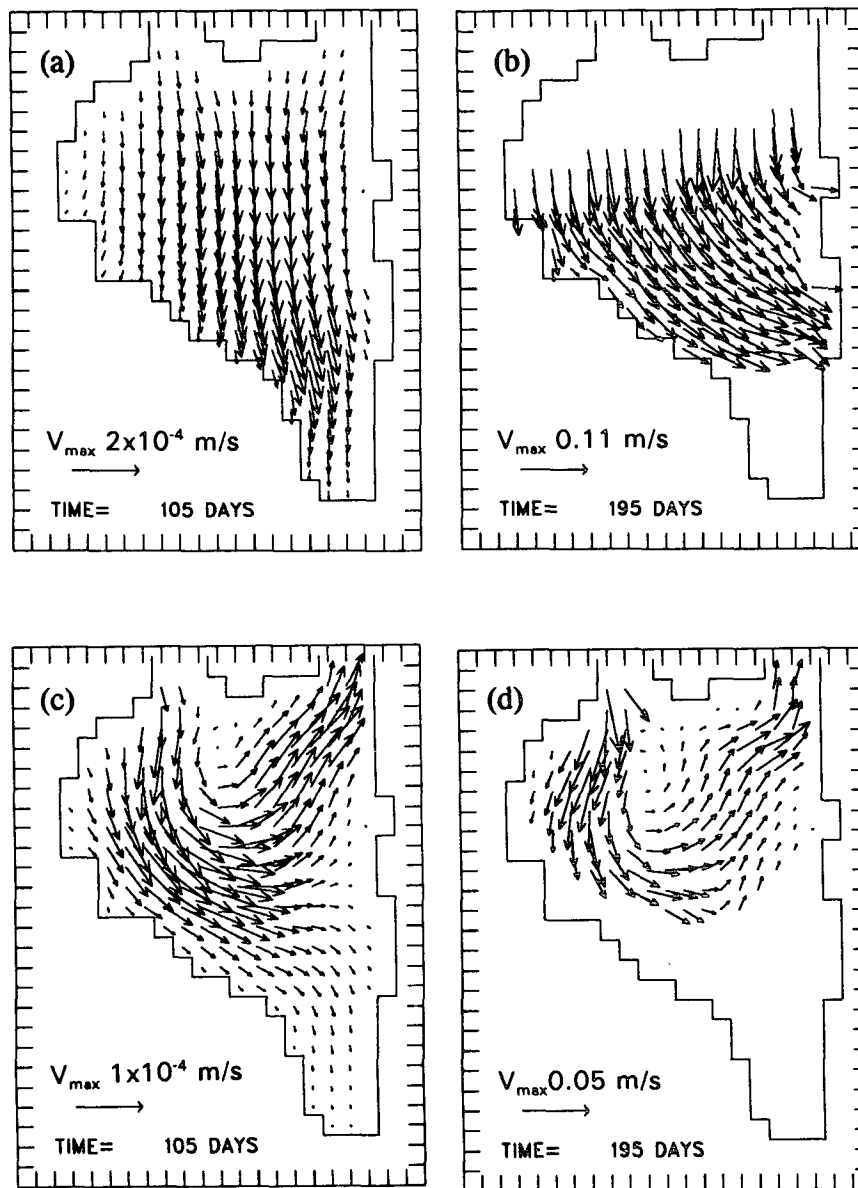 (a)
V_max 2x10^-4 m/s
TIME= 105 DAYS
(b)
V_max 0.11 m/s
TIME= 195 DAYS
(c)
V_max 1x10^-4 m/s
TIME= 105 DAYS
(d)
V_max 0.05 m/s
TIME= 195 DAYS